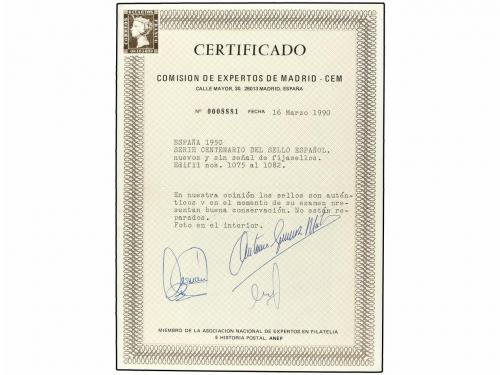 CERTIFICADO
COMISION DE EXPERTOS DE MADRID - CEM
CALLE MAYOR, 30. 28013 MADRID, ESPAÑA
Nº 0008881 FECHA 16 Marzo 1990
ESPAÑA 1950
SERIE CENTENARIO DEL SELLO ESPAÑOL,
nuevos y sin señal de fijasellos.
Edifil nos. 1075 al 1082.
En nuestra opinión los sellos son autén-
ticos y en el momento de su examen pre-
sentan buena conservación. No están re-
parados.
Foto en el interior.
MIEMBRO DE LA ASOCIACION NACIONAL DE EXPERTOS EN FILATELIA
E HISTORIA POSTAL. ANEF